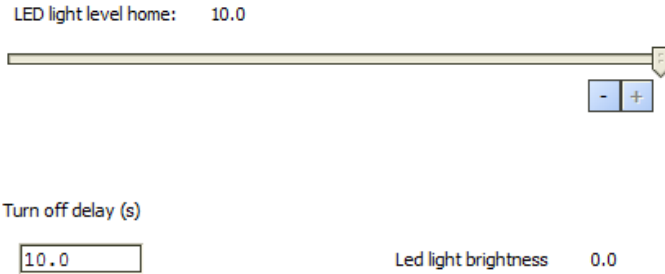 LED light level home: 10.0
- +
Turn off delay (s)
10.0 Led light brightness 0.0